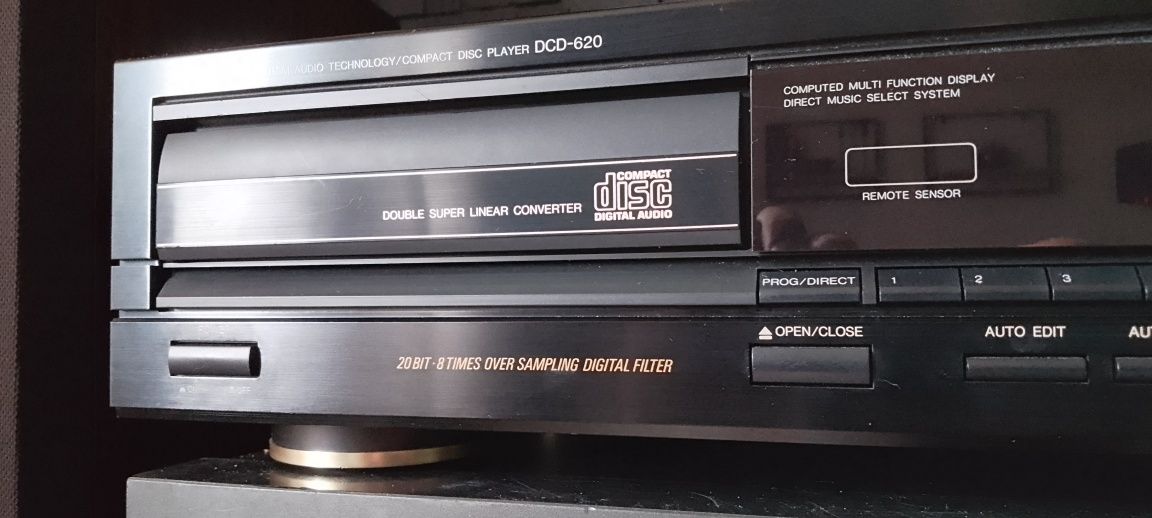 AUDIO TECHNOLOGY/COMPACT DISC PLAYER DCD-620
COMPUTED MULTI FUNCTION DISPLAY
DIRECT MUSIC SELECT SYSTEM
REMOTE SENSOR
DOUBLE SUPER LINEAR CONVERTER
COMPACT
disc
DIGITAL AUDIO
PROG/DIRECT
1
2
3
OPEN/CLOSE
AUTO EDIT
AU
20 BIT · 8 TIMES OVER SAMPLING DIGITAL FILTER